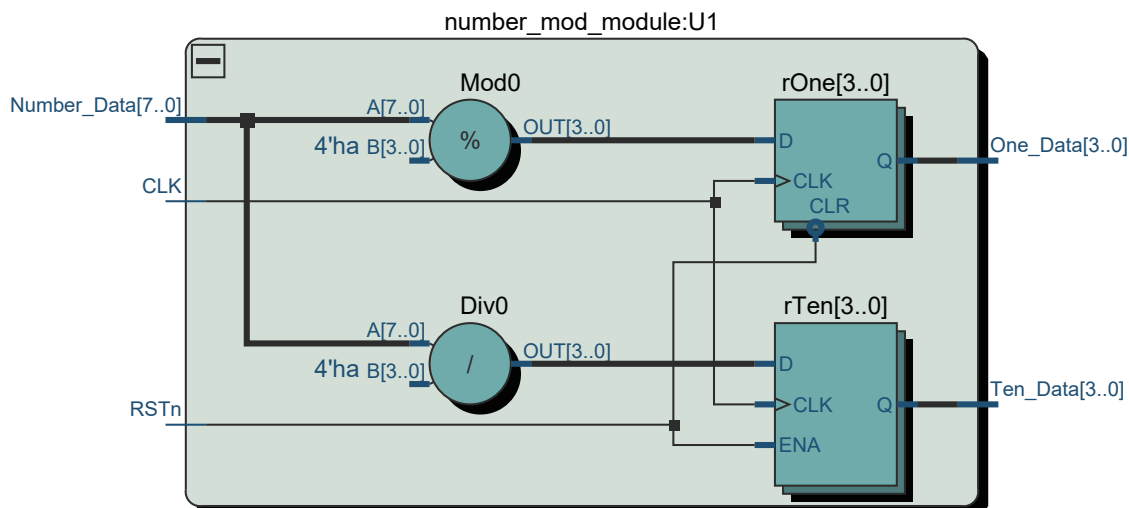 number_mod_module:U1
Mod0
rOne[3..0]
Number_Data[7..0]
A[7..0]
4'ha B[3..0]
%
OUT[3..0]
D
Q
One_Data[3..0]
CLK
CLK
CLR
Div0
rTen[3..0]
A[7..0]
4'ha B[3..0]
/
OUT[3..0]
D
CLK
Q
Ten_Data[3..0]
RSTn
ENA